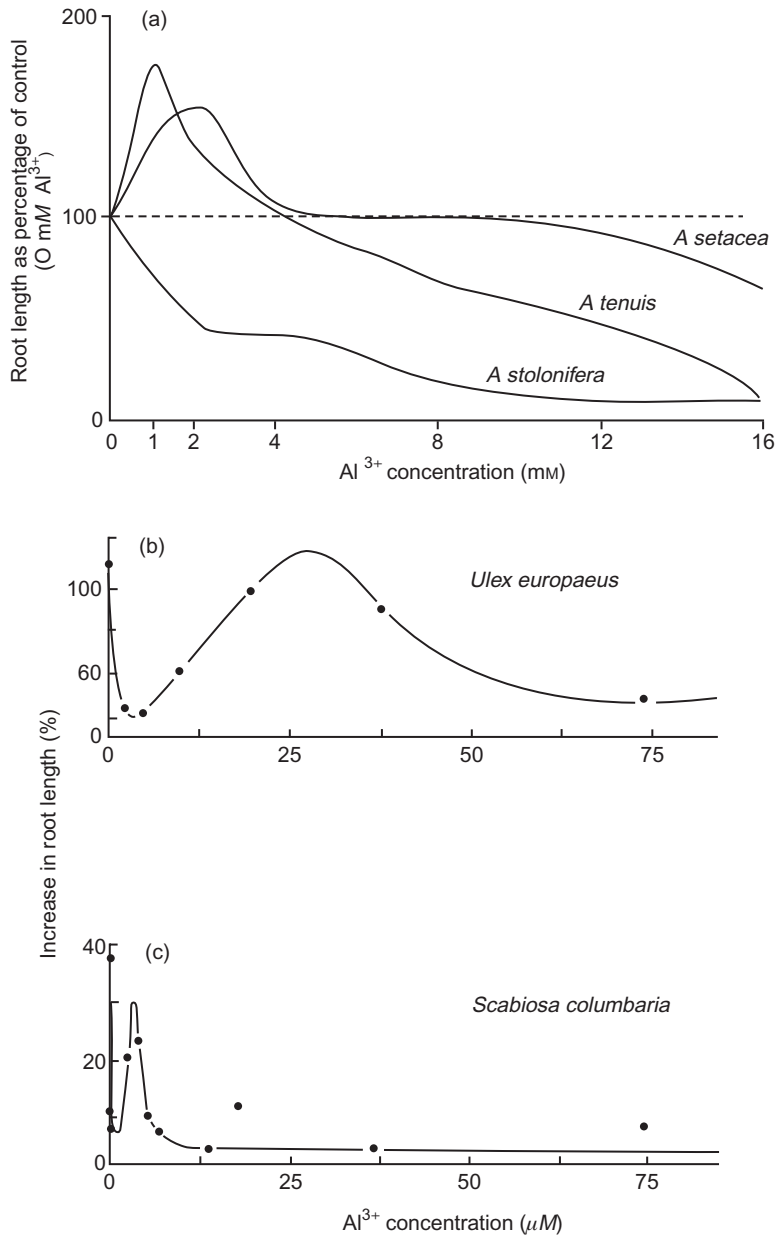 (a)
200
100
0
Root length as percentage of control
(O mM Al3+)
A setacea
A tenuis
A stolonifera
0 1 2 4 8 12 16
Al 3+ concentration (mM)
(b)
Ulex europaeus
100
60
0
0 25 50 75
Increase in root length (%)
(c)
Scabiosa columbaria
40
20
0
0 25 50 75
Al3+ concentration (μM)